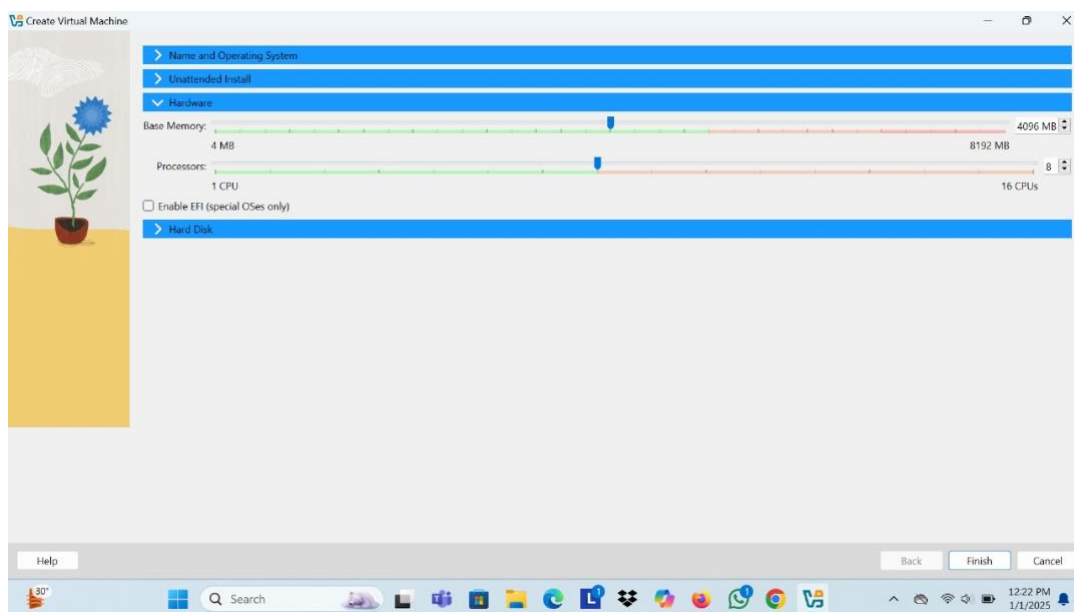 Create Virtual Machine
Name and Operating System
Unattended Install
Hardware
Base Memory: 4096 MB
4 MB 8192 MB
Processors: 8
1 CPU 16 CPUs
Enable EFI (special OSes only)
Hard Disk
Help Back Finish Cancel
30° Search 12:22 PM
1/1/2025